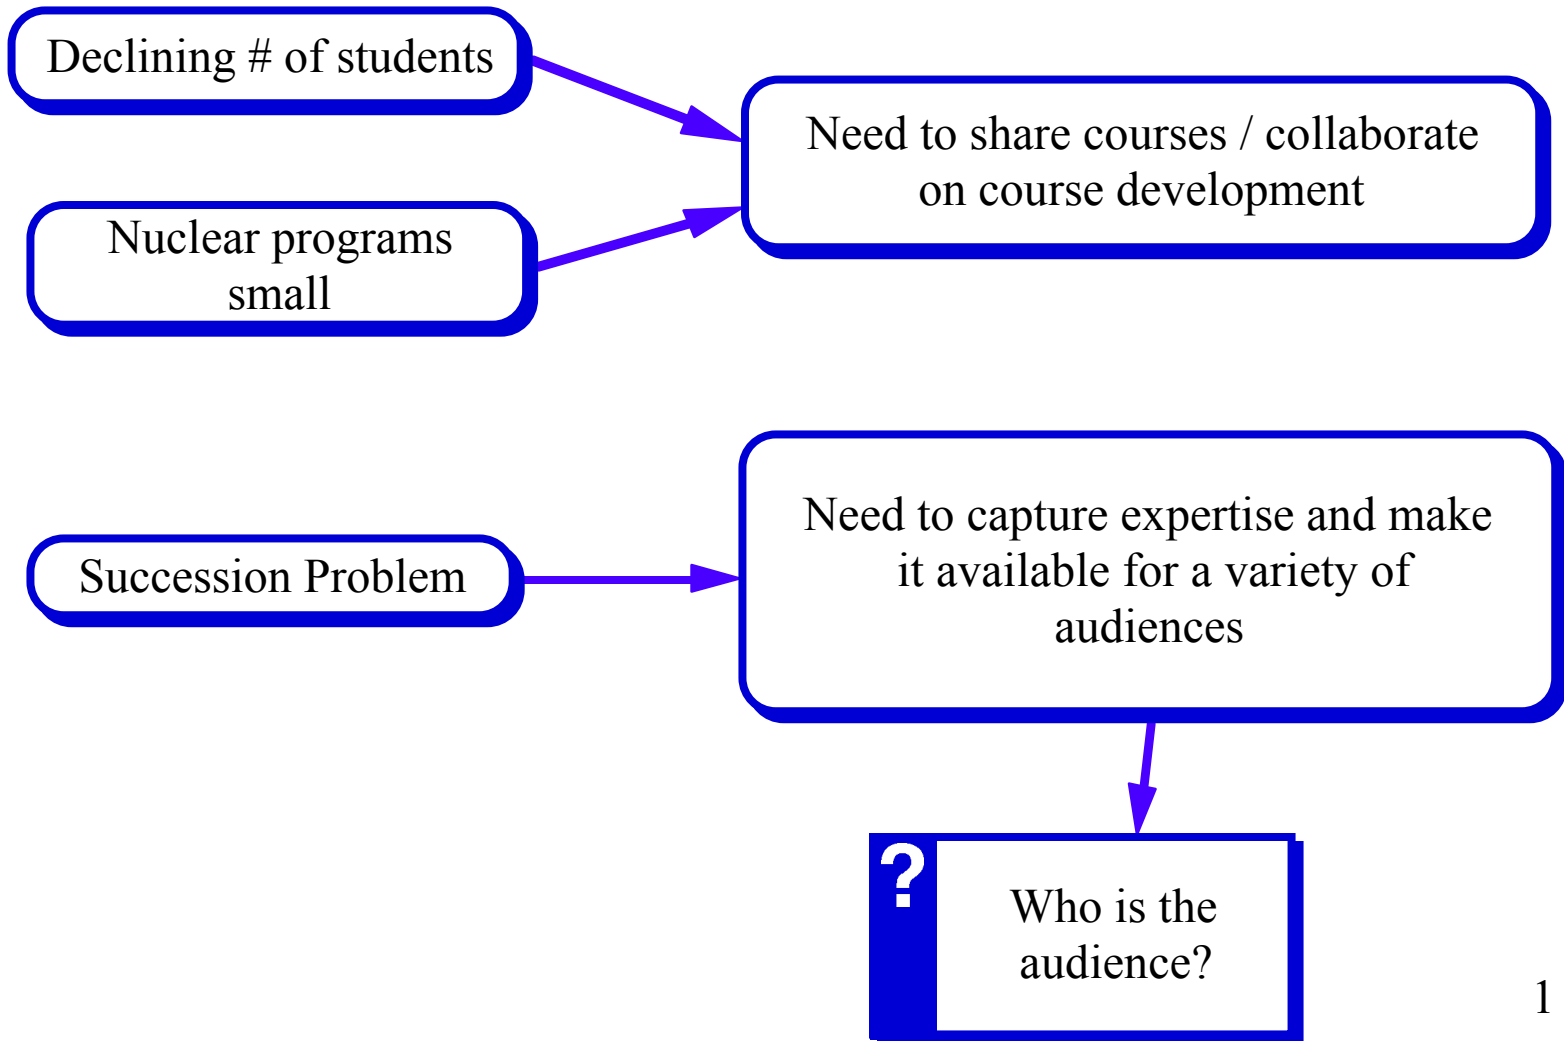 Declining # of students
Need to share courses / collaborate
on course development
Nuclear programs
small
Succession Problem
Need to capture expertise and make
it available for a variety of
audiences
?
Who is the
audience?
1